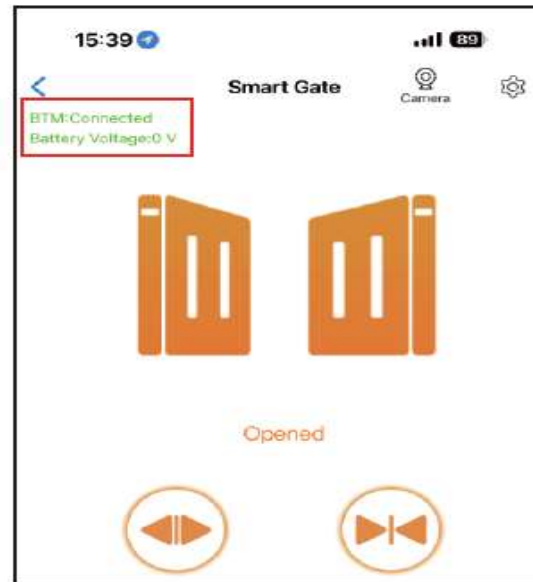 15:39
89
Smart Gate
Camera
BTM:Connected
Battery Voltage:0 V
Opened